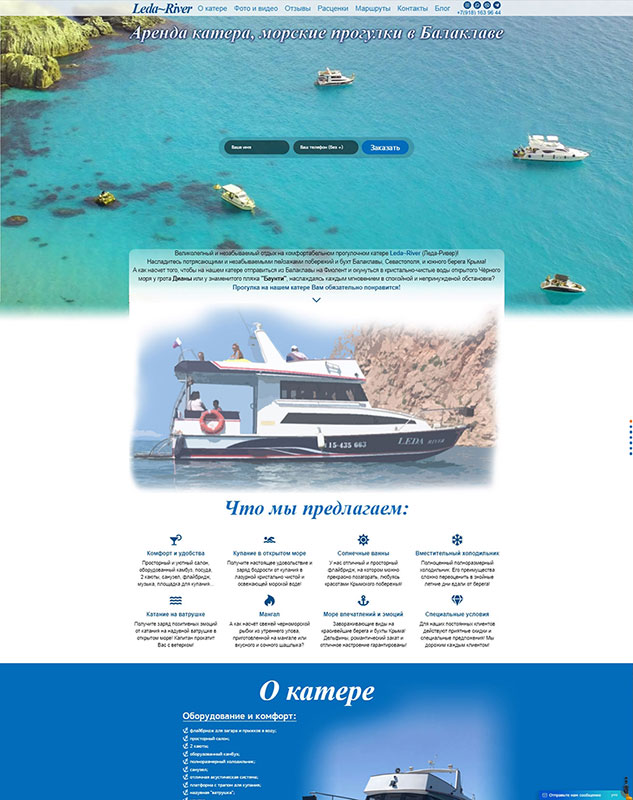 Leda~River О катере Фото и видео Отзывы Расценки Маршруты Контакты Блог
+7(918) 163 96 44
Аренда катера, морские прогулки в Балаклаве
Ваше имя Ваш телефон (без +) Заказать
Великолепный и незабываемый отдых на комфортабельном прогулочном катере Leda-River (Леда-Ривер)!
Насладитесь потрясающими и незабываемыми пейзажами побережий и бухт Балаклавы, Севастополя, и южного берега Крыма!
А как насчет того, чтобы на нашем катере отправиться из Балаклавы на Фиолент и окунуться в кристально-чистые воды открытого Чёрного
моря у грота Дианы или у знаменитого пляжа "Баунти", наслаждаясь каждым мгновением в спокойной и непринужденной обстановке?
Прогулка на нашем катере Вам обязательно понравится!
15-435 663 LEDA RIVER
Что мы предлагаем:
Комфорт и удобства
Просторный и уютный салон,
оборудованный камбуз, посуда,
2 каюты, санузел, флайбридж,
музыка, площадка для купания...
Купание в открытом море
Получите настоящее удовольствие и
заряд бодрости от купания в
лазурной кристально чистой и
освежающей морской воде!
Солнечные ванны
У нас отличный и просторный
флайбридж, на котором можно
прекрасно позагорать, любуясь
красотами Крымского побережья!
Вместительный холодильник
Полноценный полноразмерный
холодильник. Его преимущества
сложно переоценить в знойные
летние дни вдали от берега!
Катание на ватрушке
Получите заряд позитивных эмоций
от катания на надувной ватрушке в
открытом море! Капитан прокатит
Вас с ветерком!
Мангал
А как насчёт свежей черноморской
рыбки из утреннего улова,
приготовленной на мангале или
вкусного и сочного шашлыка?
Море впечатлений и эмоций
Завораживающие виды на
красивейшие берега и бухты Крыма!
Дельфины, романтический закат и
отличное настроение гарантированы!
Специальные условия
Для наших постоянных клиентов
действуют приятные скидки и
специальные предложения! Мы
дорожим каждым клиентом!
О катере
Оборудование и комфорт:
флайбридж для загара и прыжков в воду;
просторный салон;
2 каюты;
оборудованный камбуз;
полноразмерный холодильник;
санузел;
отличная акустическая система;
платформа с трапом для купания;
надувная "ватрушка";
Отправьте нам сообщение